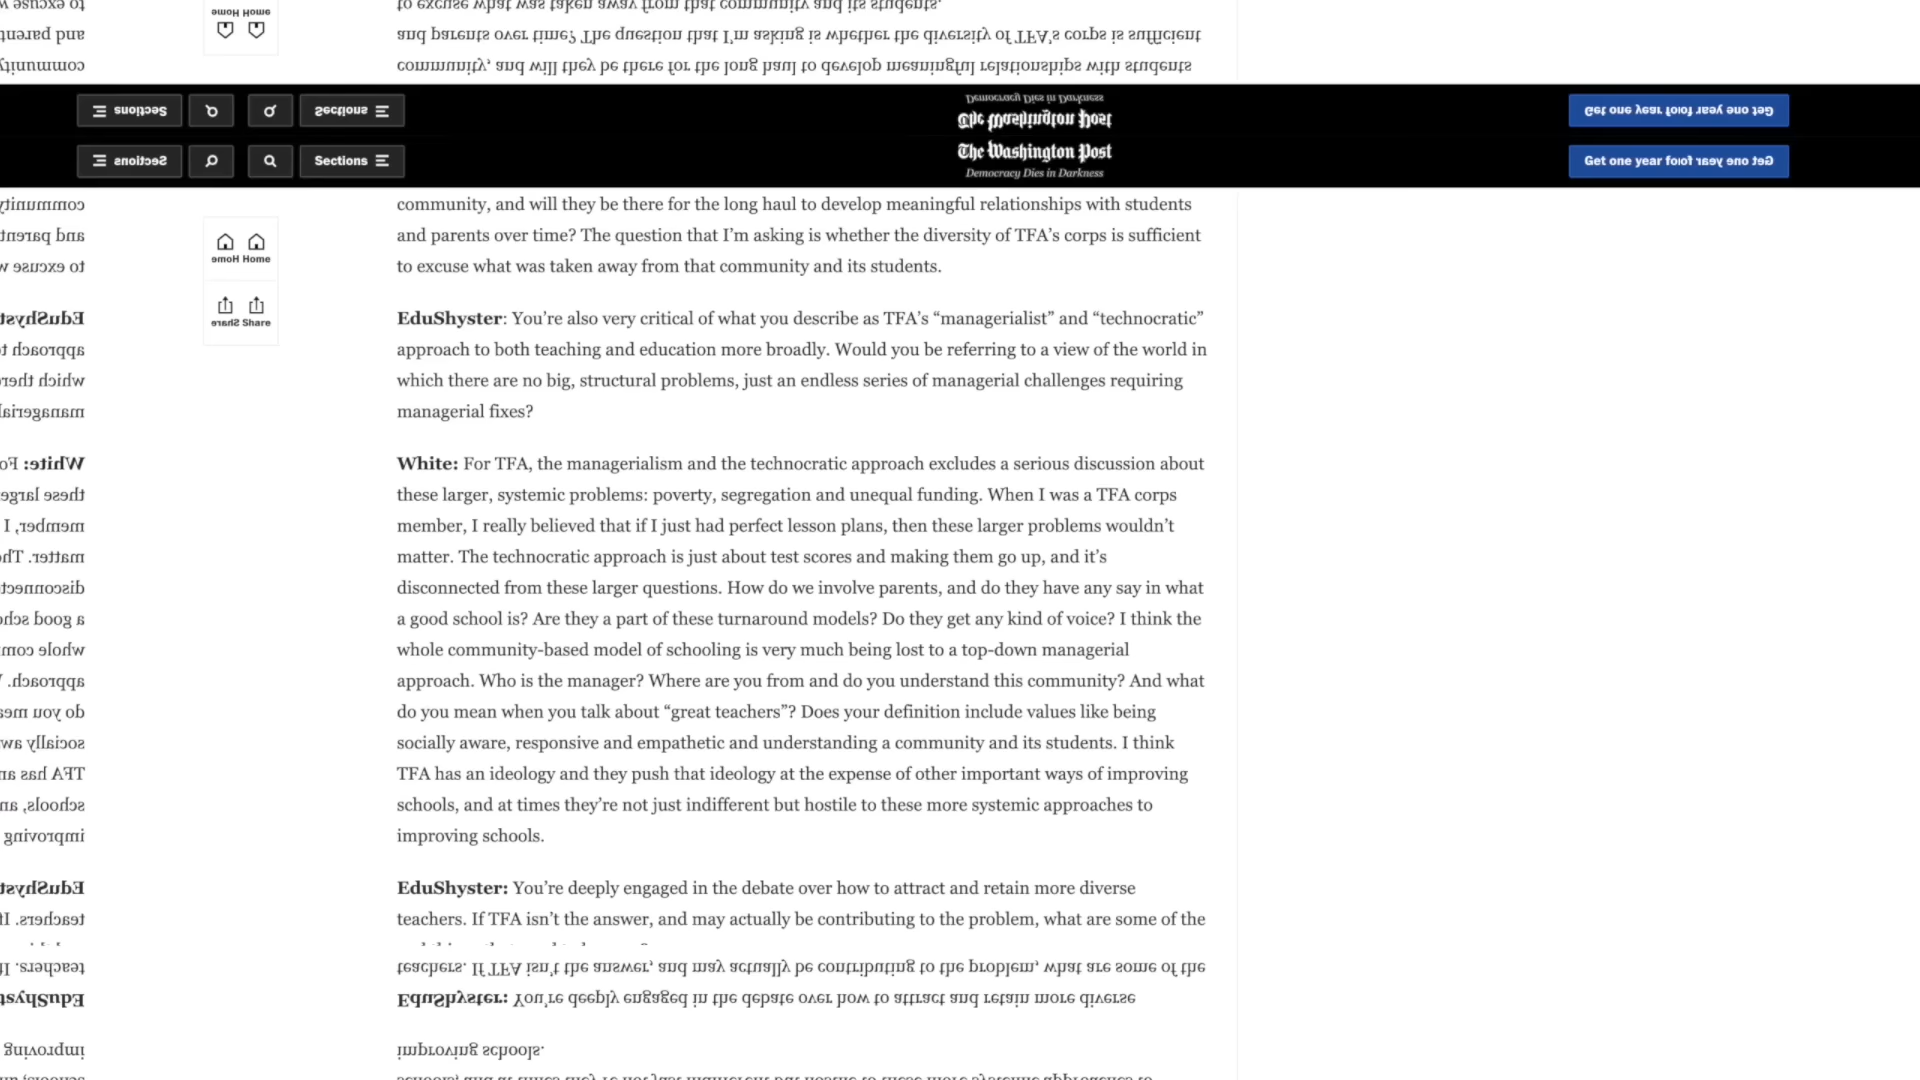 Sections
The Washington Post
Democracy Dies in Darkness
Get one year for
community, and will they be there for the long haul to develop meaningful relationships with students
and parents over time? The question that I’m asking is whether the diversity of TFA’s corps is sufficient
to excuse what was taken away from that community and its students.
Home
Share
EduShyster: You’re also very critical of what you describe as TFA’s “managerialist” and “technocratic”
approach to both teaching and education more broadly. Would you be referring to a view of the world in
which there are no big, structural problems, just an endless series of managerial challenges requiring
managerial fixes?
White: For TFA, the managerialism and the technocratic approach excludes a serious discussion about
these larger, systemic problems: poverty, segregation and unequal funding. When I was a TFA corps
member, I really believed that if I just had perfect lesson plans, then these larger problems wouldn’t
matter. The technocratic approach is just about test scores and making them go up, and it’s
disconnected from these larger questions. How do we involve parents, and do they have any say in what
a good school is? Are they a part of these turnaround models? Do they get any kind of voice? I think the
whole community-based model of schooling is very much being lost to a top-down managerial
approach. Who is the manager? Where are you from and do you understand this community? And what
do you mean when you talk about “great teachers”? Does your definition include values like being
socially aware, responsive and empathetic and understanding a community and its students. I think
TFA has an ideology and they push that ideology at the expense of other important ways of improving
schools, and at times they’re not just indifferent but hostile to these more systemic approaches to
improving schools.
EduShyster: You’re deeply engaged in the debate over how to attract and retain more diverse
teachers. If TFA isn’t the answer, and may actually be contributing to the problem, what are some of the